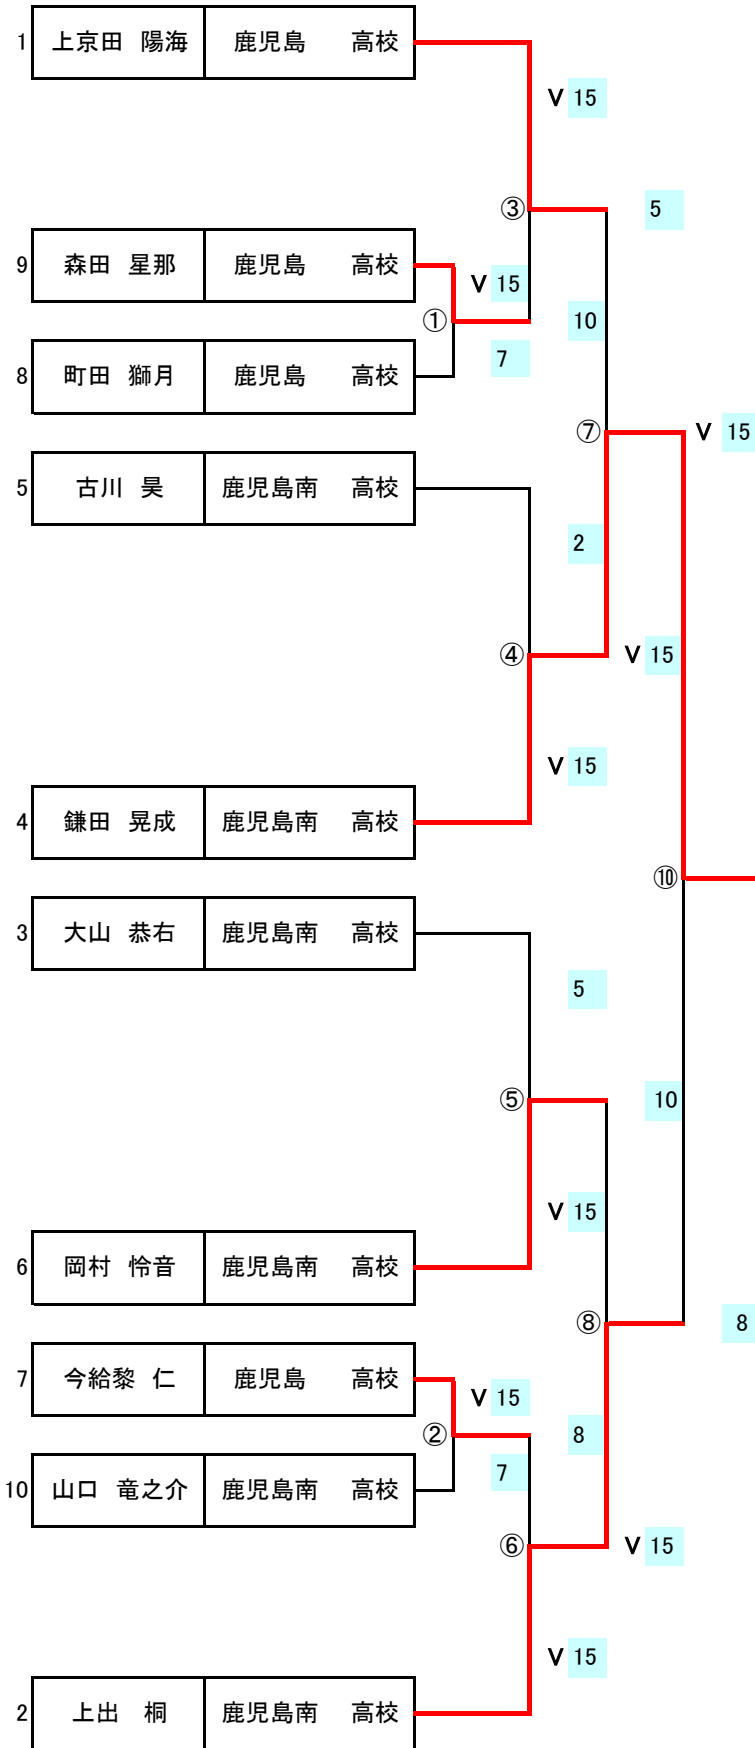 1 上京田 陽海 鹿児島 高校
V 15
③ 5
9 森田 星那 鹿児島 高校
V 15
① 10
7
8 町田 獅月 鹿児島 高校
⑦ V 15
5 古川 昊 鹿児島南 高校
2
④ V 15
V 15
4 鎌田 晃成 鹿児島南 高校
⑩
3 大山 恭右 鹿児島南 高校
5
⑤ 10
V 15
6 岡村 怜音 鹿児島南 高校
⑧ 8
7 今給黎 仁 鹿児島 高校
V 15
② 8
7
10 山口 竜之介 鹿児島南 高校
⑥ V 15
V 15
2 上出 桐 鹿児島南 高校